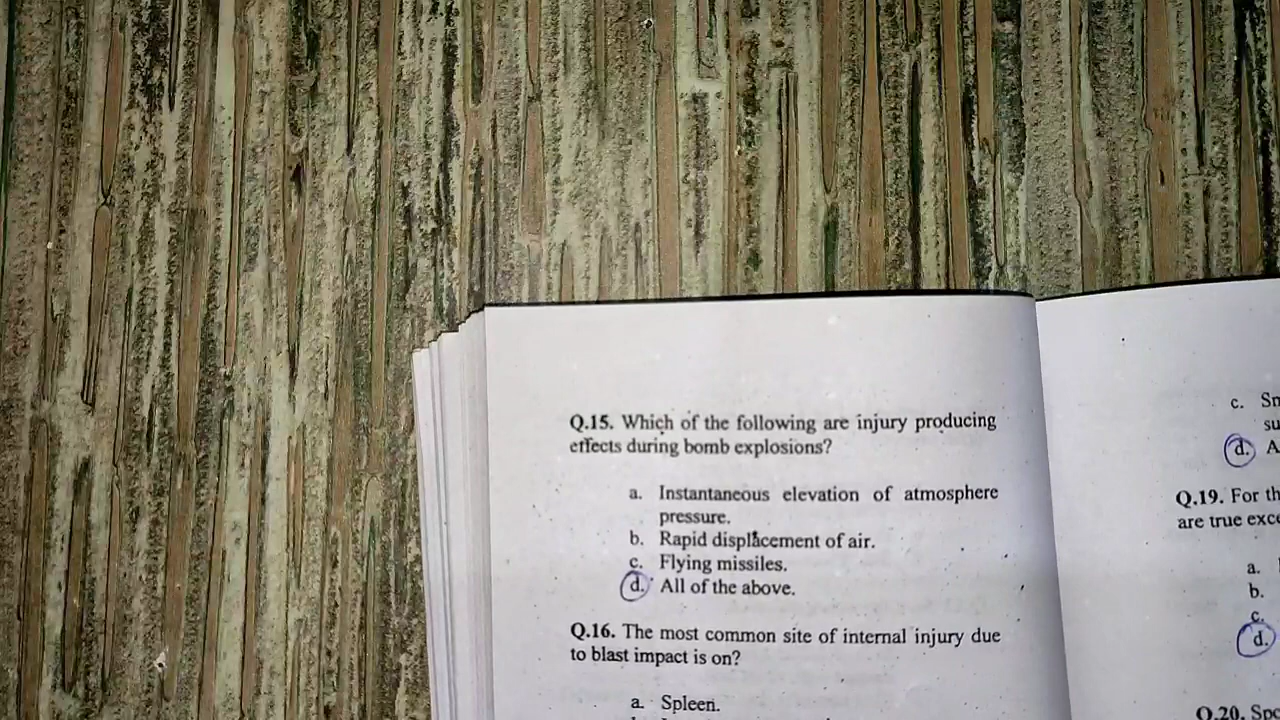 Q.15. Which of the following are injury producing
effects during bomb explosions?
a. Instantaneous elevation of atmosphere
pressure.
b. Rapid displacement of air.
c. Flying missiles.
d. All of the above.
Q.16. The most common site of internal injury due
to blast impact is on?
a. Spleen.
c.
d.
Q.19. For
are true
a.
b.
c.
d.
Q.20.